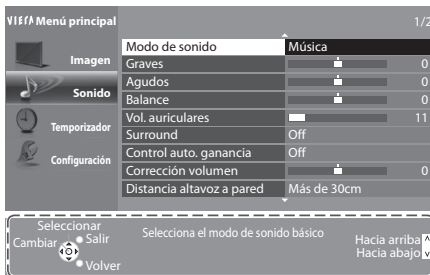 VIErA Menú principal 1/2
Imagen
Sonido
Temporizador
Configuración
Modo de sonido Música
Graves 0
Agudos 0
Balance 0
Vol. auriculares 11
Surround Off
Control auto. ganancia Off
Corrección volumen 0
Distancia altavoz a pared Más de 30cm
Seleccionar
Cambiar Salir
Volver
Selecciona el modo de sonido básico
Hacia arriba
Hacia abajo